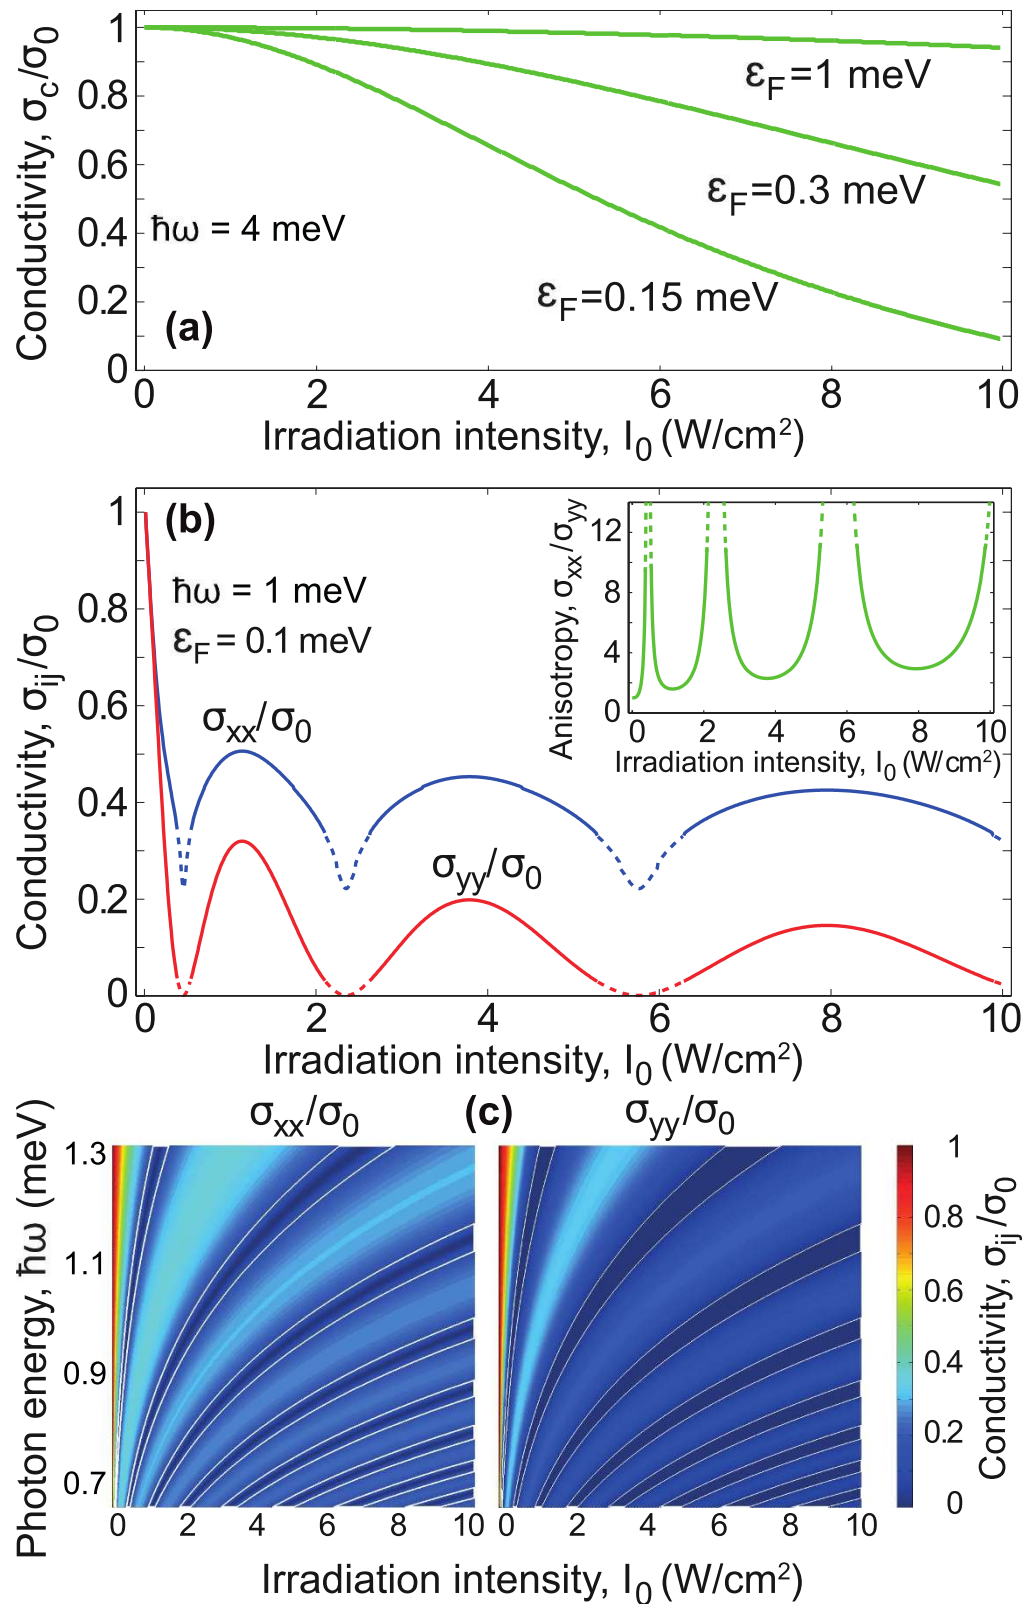 Conductivity, σc/σ0
1
0.8
0.6
0.4
0.2
0
εF=1 meV
εF=0.3 meV
ħω = 4 meV
εF=0.15 meV
(a)
0 2 4 6 8 10
Irradiation intensity, I0 (W/cm²)
Conductivity, σij/σ0
1
0.8
0.6
0.4
0.2
0
(b)
ħω = 1 meV
εF = 0.1 meV
σxx/σ0
σyy/σ0
Anisotropy, σxx/σyy
12
8
4
0
0 2 4 6 8 10
Irradiation intensity, I0 (W/cm²)
0 2 4 6 8 10
Irradiation intensity, I0 (W/cm²)
σxx/σ0 (c) σyy/σ0
Photon energy, ħω (meV)
1.3
1.1
0.9
0.7
0 2 4 6 8 10
0 2 4 6 8 10
1
0.8
0.6
0.4
0.2
0
Conductivity, σij/σ0
Irradiation intensity, I0 (W/cm²)